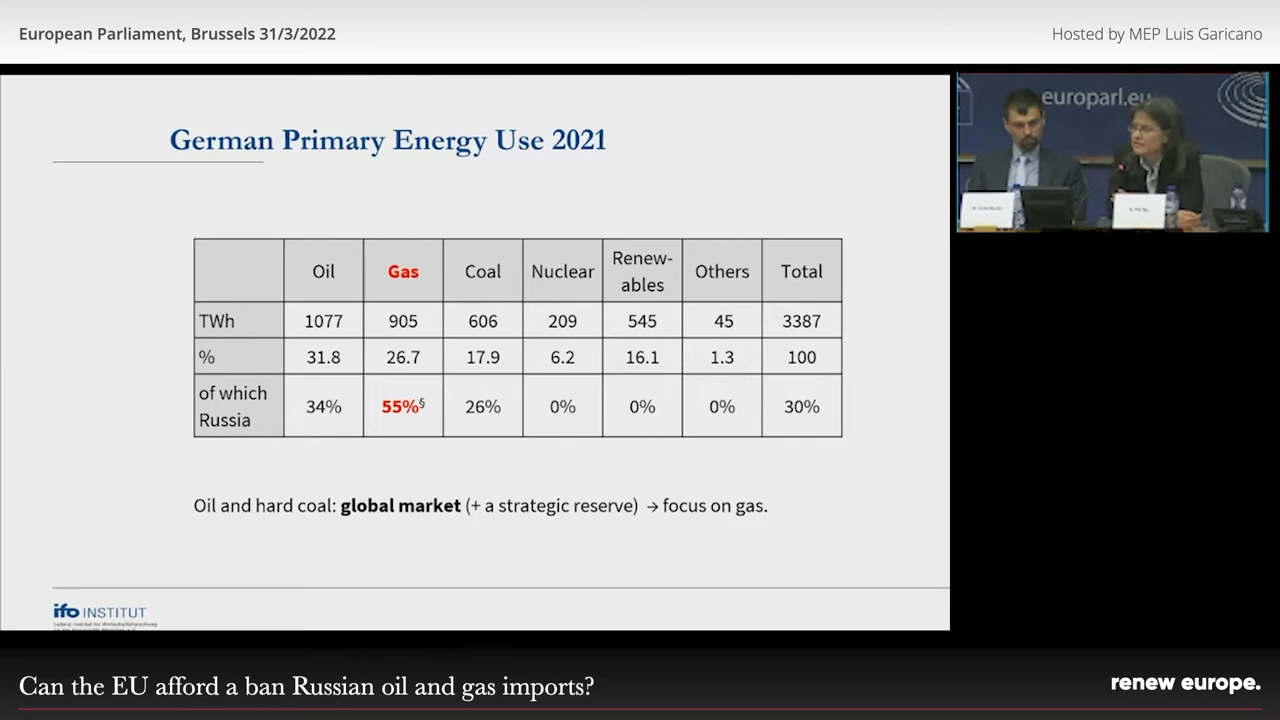 European Parliament, Brussels 31/3/2022
Hosted by MEP Luis Garicano
europarl.eu
German Primary Energy Use 2021
Oil Gas Coal Nuclear Renew-ables Others Total
TWh 1077 905 606 209 545 45 3387
% 31.8 26.7 17.9 6.2 16.1 1.3 100
of which Russia 34% 55%§ 26% 0% 0% 0% 30%
Oil and hard coal: global market (+ a strategic reserve) → focus on gas.
ifo INSTITUT
Leibniz-Institut für Wirtschaftsforschung
Can the EU afford a ban Russian oil and gas imports?
renew europe.